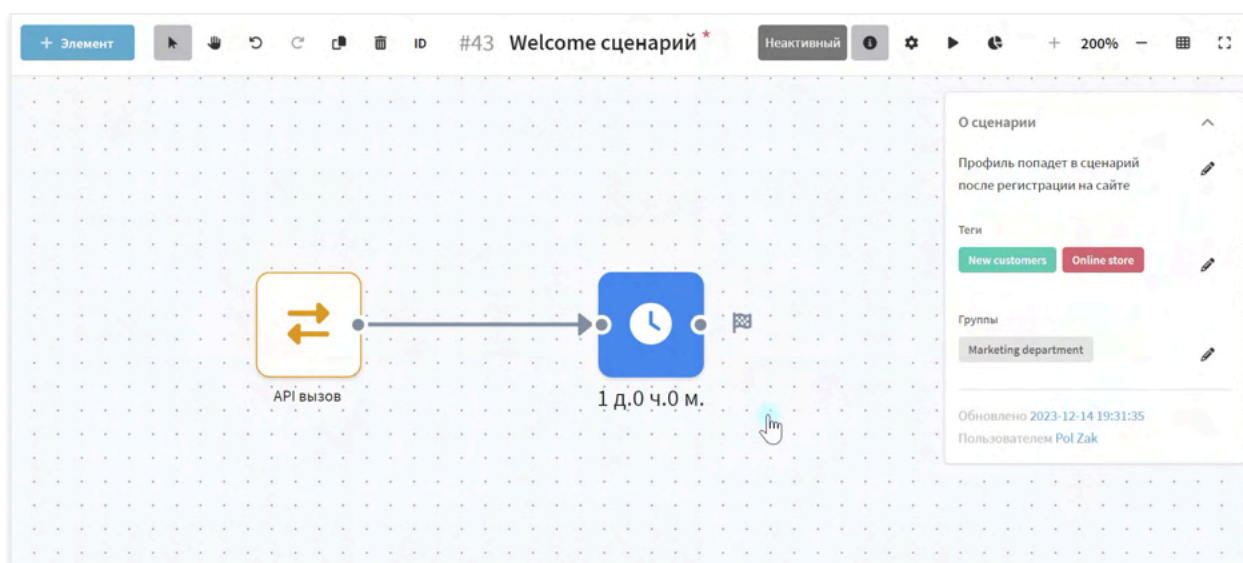 + Элемент
ID
#43 Welcome сценарий *
Неактивный
+ 200% −
О сценарии
Профиль попадет в сценарий
после регистрации на сайте
Теги
New customers Online store
Группы
Marketing department
Обновлено 2023-12-14 19:31:35
Пользователем Pol Zak
API вызов
1 д.0 ч.0 м.